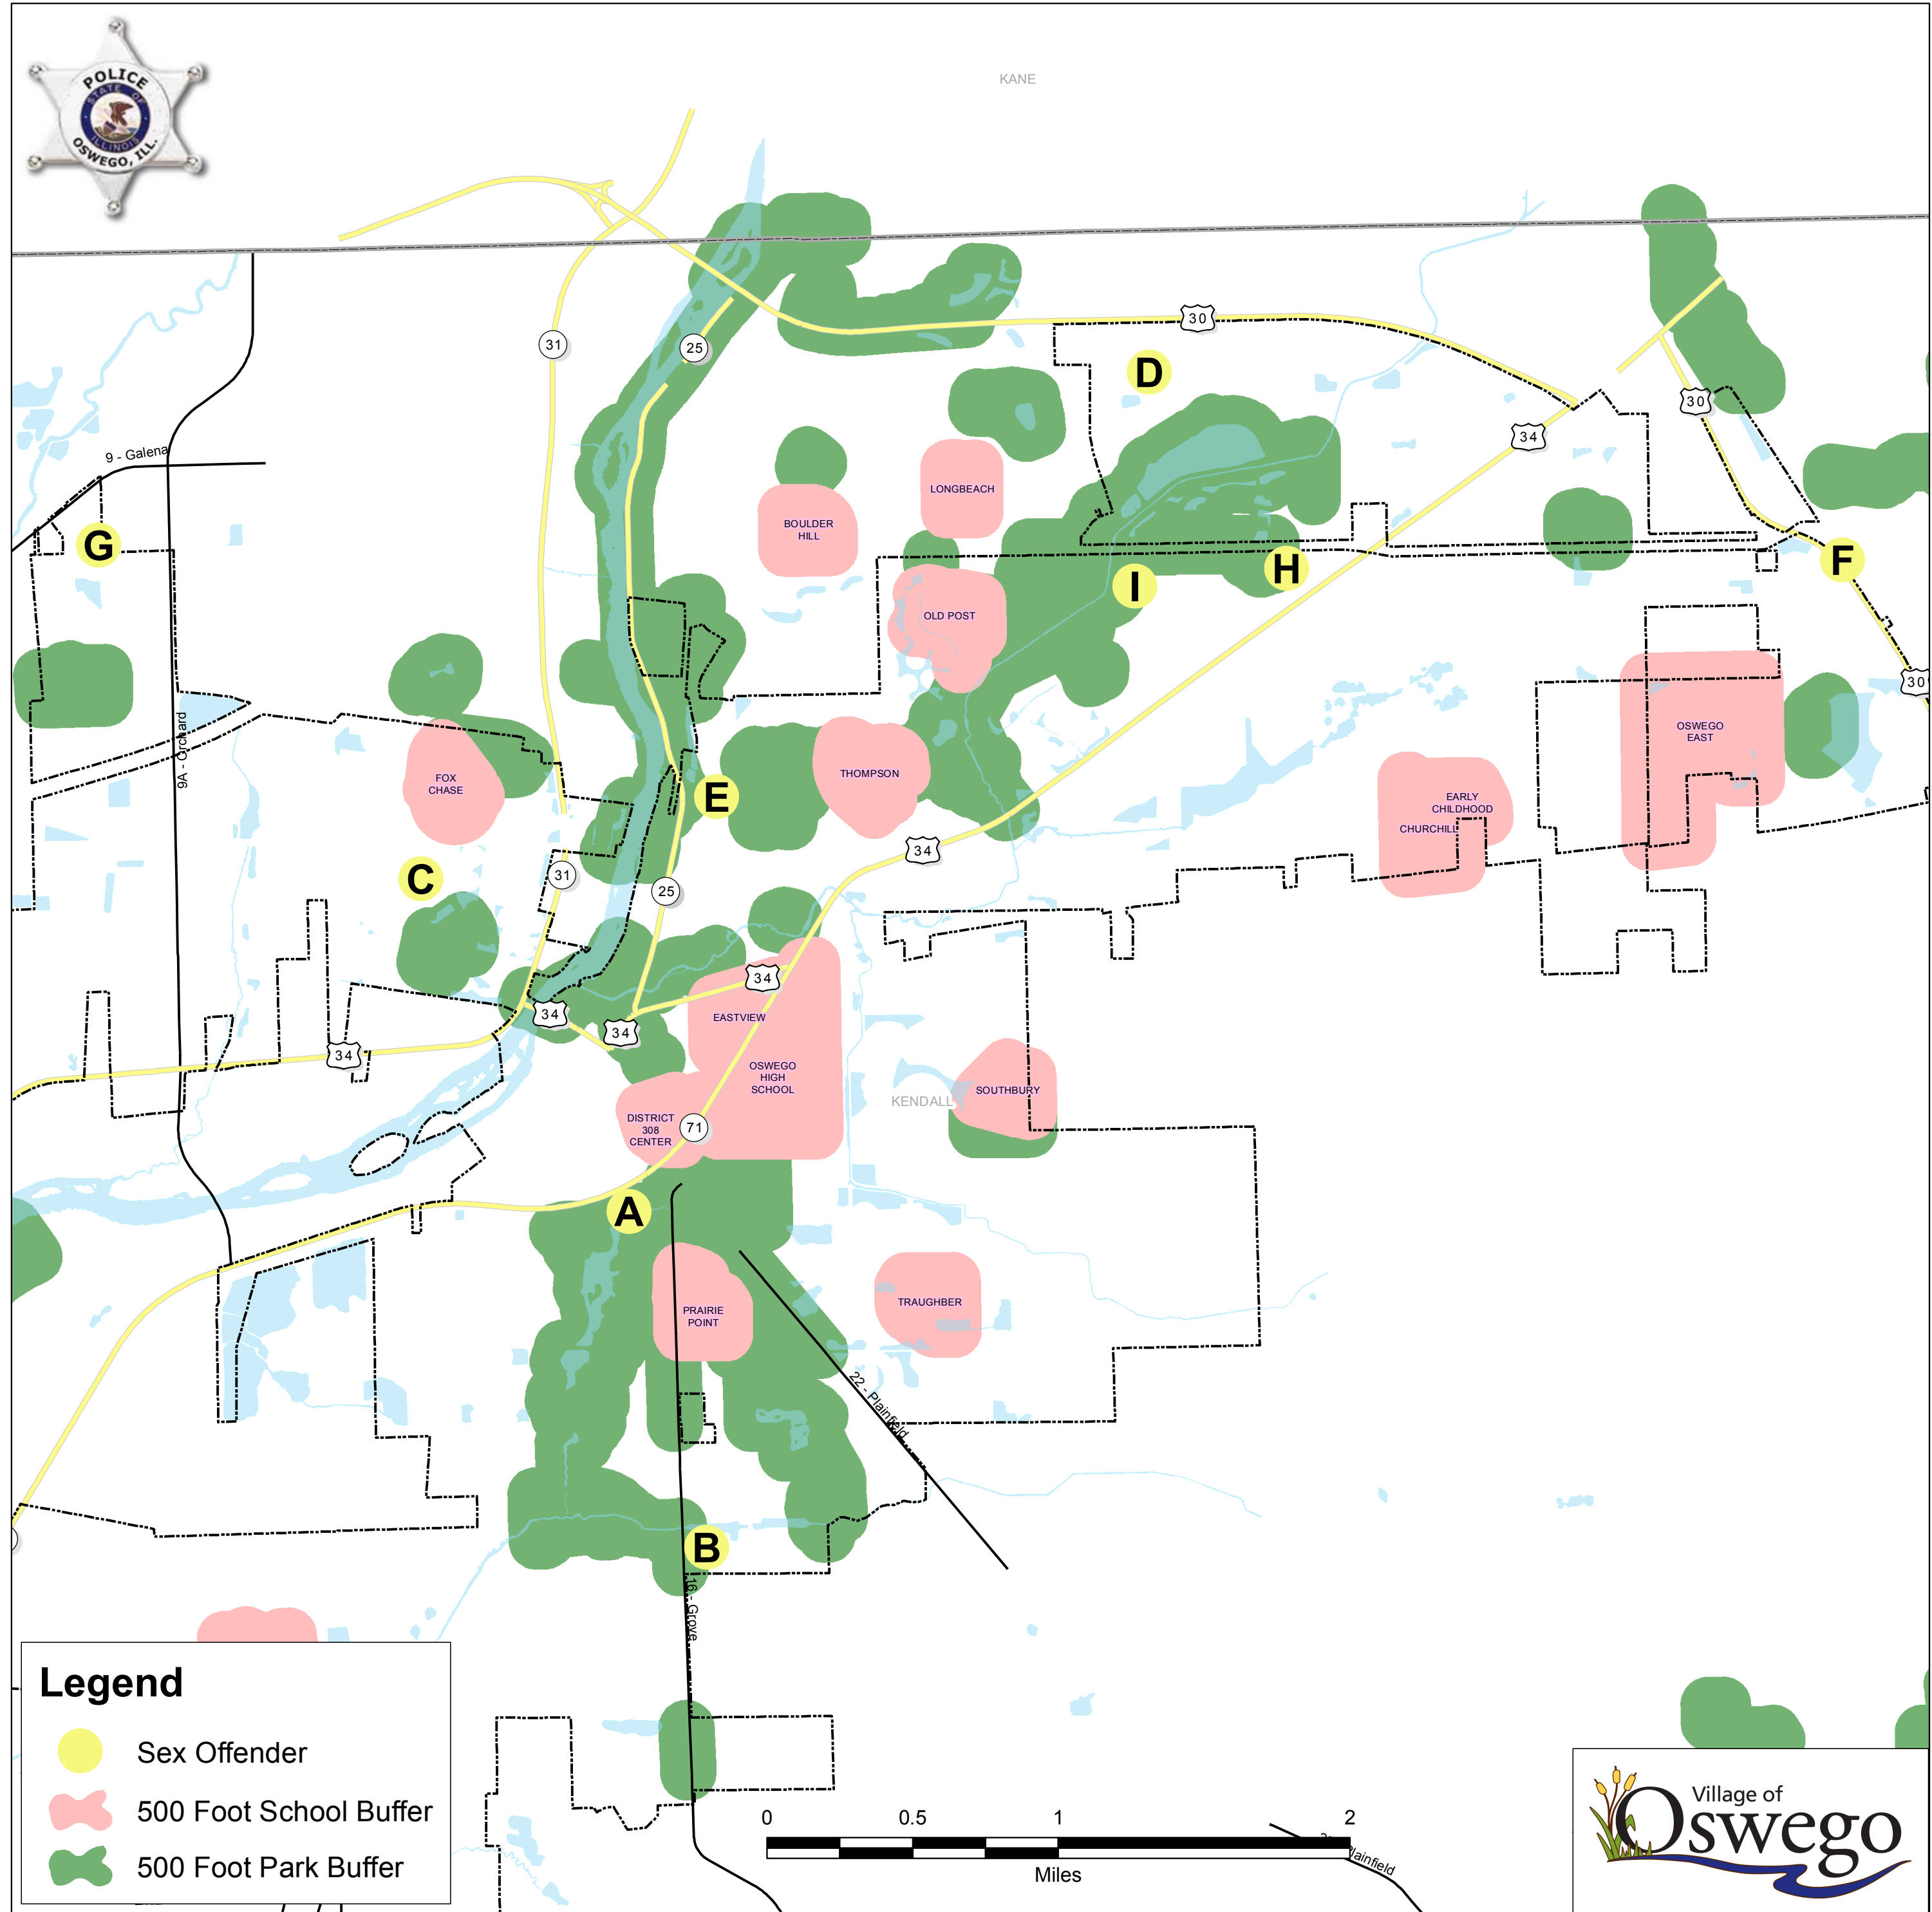 POLICE
STATE OF
ILLINOIS
OSWEGO, ILL.
KANE
30
31
25
D
30
34
9 - Galena
LONGBEACH
BOULDER
HILL
G
F
H
I
OLD POST
30
9A - Orchard
OSWEGO
EAST
FOX
CHASE
THOMPSON
E
EARLY
CHILDHOOD
CHURCHILL
34
C
31
25
34
34
34
EASTVIEW
34
OSWEGO
HIGH
SCHOOL
SOUTHBURY
KENDALL
DISTRICT
308
CENTER
71
A
PRAIRIE
POINT
TRAUGHBER
22 - Plainfield
B
16 - Grove
Legend
Sex Offender
500 Foot School Buffer
500 Foot Park Buffer
0 0.5 1 2
Miles
Plainfield
Village of
Oswego